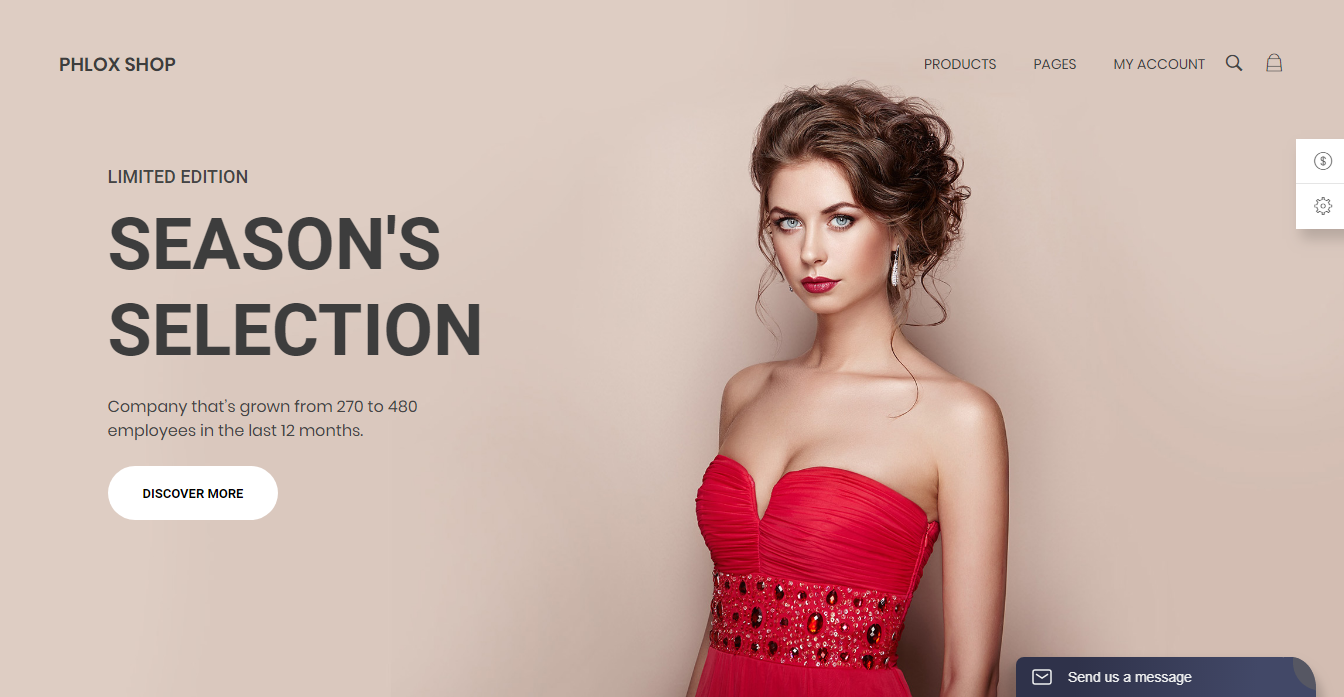 PHLOX SHOP
PRODUCTS
PAGES
MY ACCOUNT
$
LIMITED EDITION
SEASON'S
SELECTION
Company that's grown from 270 to 480
employees in the last 12 months.
DISCOVER MORE
Send us a message